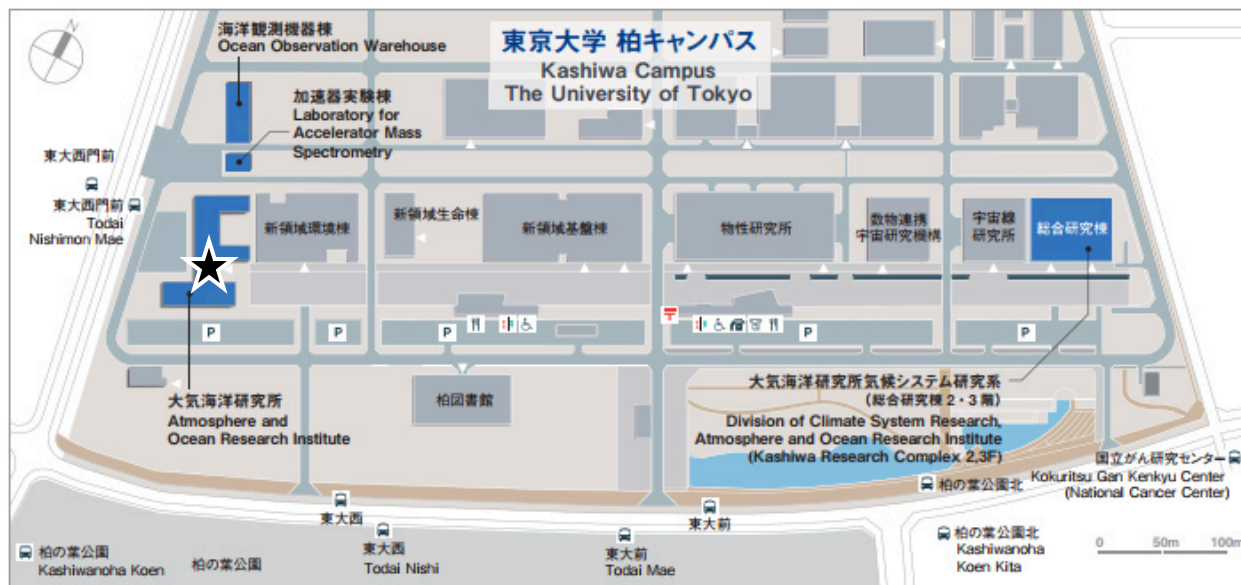 N
海洋観測機器棟
Ocean Observation Warehouse
加速器実験棟
Laboratory for
Accelerator Mass
Spectrometry
東京大学 柏キャンパス
Kashiwa Campus
The University of Tokyo
東大西門前
東大西門前
Todai
Nishimon Mae
新領域環境棟
新領域生命棟
新領域基盤棟
物性研究所
数物連携
宇宙研究機構
宇宙線
研究所
総合研究棟
P
P
P
〒
P
P
大気海洋研究所
Atmosphere and
Ocean Research Institute
柏図書館
大気海洋研究所気候システム研究系
(総合研究棟 2・3 階)
Division of Climate System Research,
Atmosphere and Ocean Research Institute
(Kashiwa Research Complex 2,3F)
国立がん研究センター
Kokuritsu Gan Kenkyu Center
(National Cancer Center)
柏の葉公園北
東大西
東大前
東大西
Todai Nishi
東大前
Todai Mae
柏の葉公園北
Kashiwanoha
Koen Kita
柏の葉公園
Kashiwanoha Koen
柏の葉公園
0 50m 100m